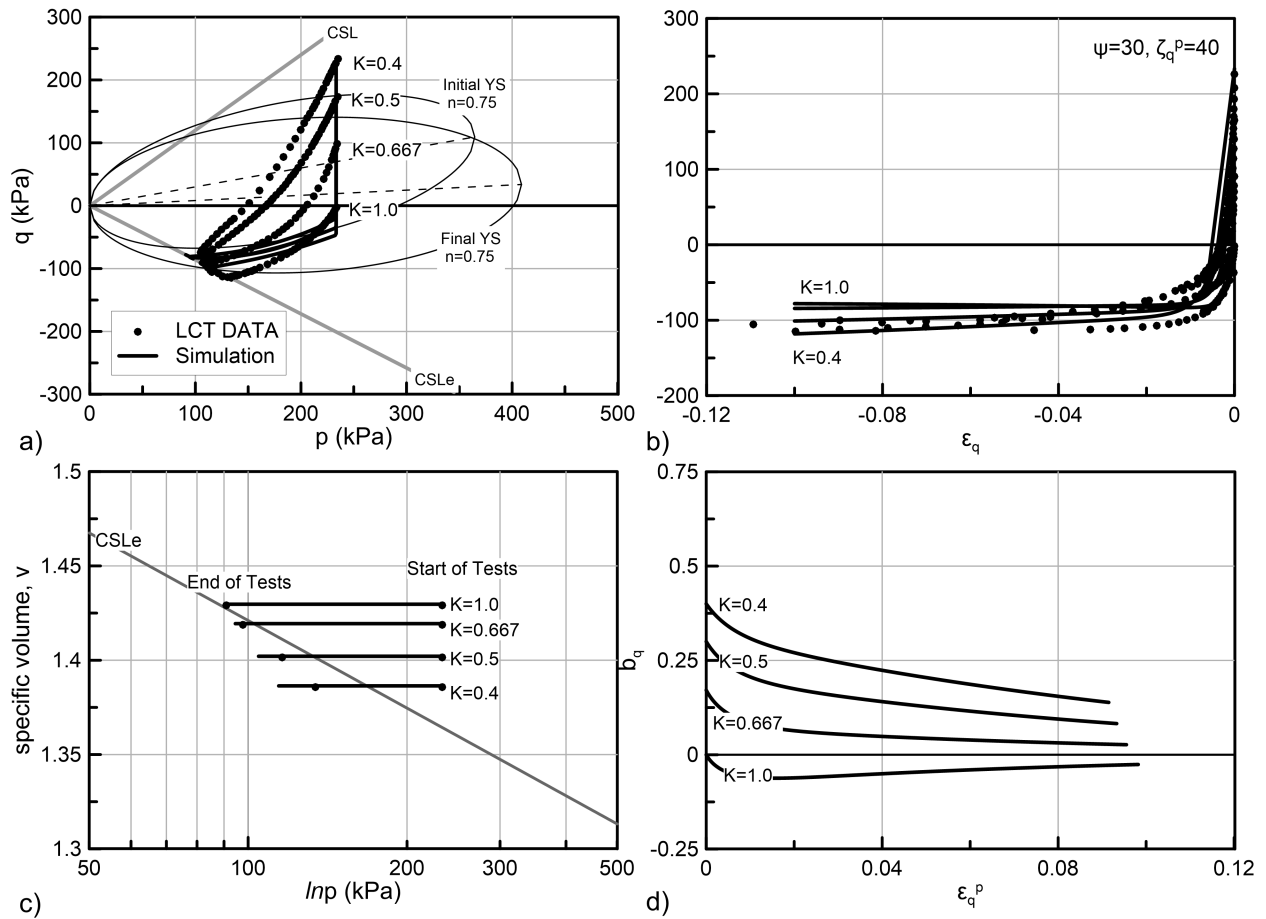 300
200
100
0
-100
-200
-300
q (kPa)
CSL
K=0.4
K=0.5
K=0.667
K=1.0
Initial YS
n=0.75
Final YS
n=0.75
LCT DATA
Simulation
CSLe
0
100
200
300
400
500
p (kPa)
a)
300
200
100
0
-100
-200
ψ=30, ζqp=40
K=1.0
K=0.4
-0.12
-0.08
-0.04
0
εq
b)
1.5
1.45
1.4
1.35
1.3
specific volume, v
CSLe
End of Tests
Start of Tests
K=1.0
K=0.667
K=0.5
K=0.4
50
100
200
500
lnp (kPa)
c)
0.75
0.5
0.25
0
-0.25
bq
K=0.4
K=0.5
K=0.667
K=1.0
0
0.04
0.08
0.12
εqp
d)